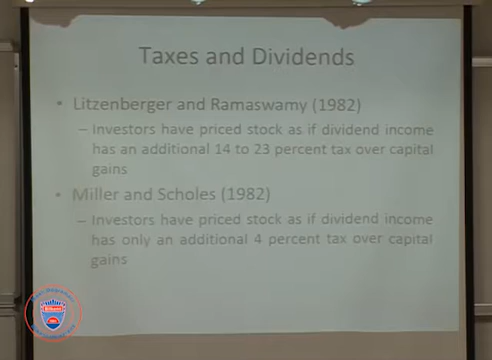 Taxes and Dividends
• Litzenberger and Ramaswamy (1982)
– Investors have priced stock as if dividend income
has an additional 14 to 23 percent tax over capital
gains
• Miller and Scholes (1982)
– Investors have priced stock as if dividend income
has only an additional 4 percent tax over capital
gains